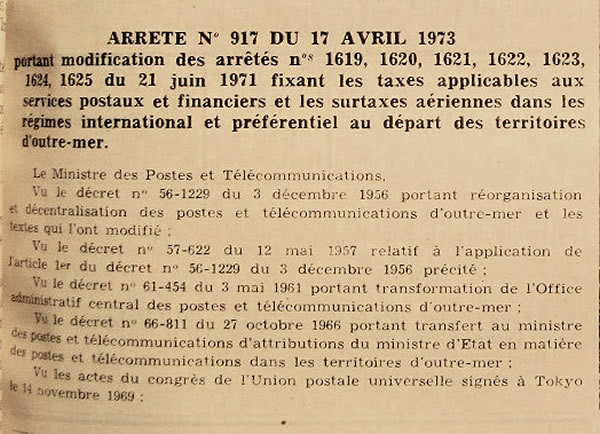 ARRETE N° 917 DU 17 AVRIL 1973
portant modification des arrêtés nos 1619, 1620, 1621, 1622, 1623,
1624, 1625 du 21 juin 1971 fixant les taxes applicables aux
services postaux et financiers et les surtaxes aériennes dans les
régimes international et préférentiel au départ des territoires
d'outre-mer.
Le Ministre des Postes et Télécommunications,
Vu le décret n° 56-1229 du 3 décembre 1956 portant réorganisation
et décentralisation des postes et télécommunications d'outre-mer et les
textes qui l'ont modifié ;
Vu le décret n° 57-622 du 12 mai 1957 relatif à l'application de
l'article 1er du décret n° 56-1229 du 3 décembre 1956 précité ;
Vu le décret n° 61-454 du 3 mai 1961 portant transformation de l'Office
administratif central des postes et télécommunications d'outre-mer ;
Vu le décret n° 66-811 du 27 octobre 1966 portant transfert au ministre
des postes et télécommunications d'attributions du ministre d'Etat en matière
des postes et télécommunications dans les territoires d'outre-mer ;
Vu les actes du congrès de l'Union postale universelle signés à Tokyo
le 14 novembre 1969 ;